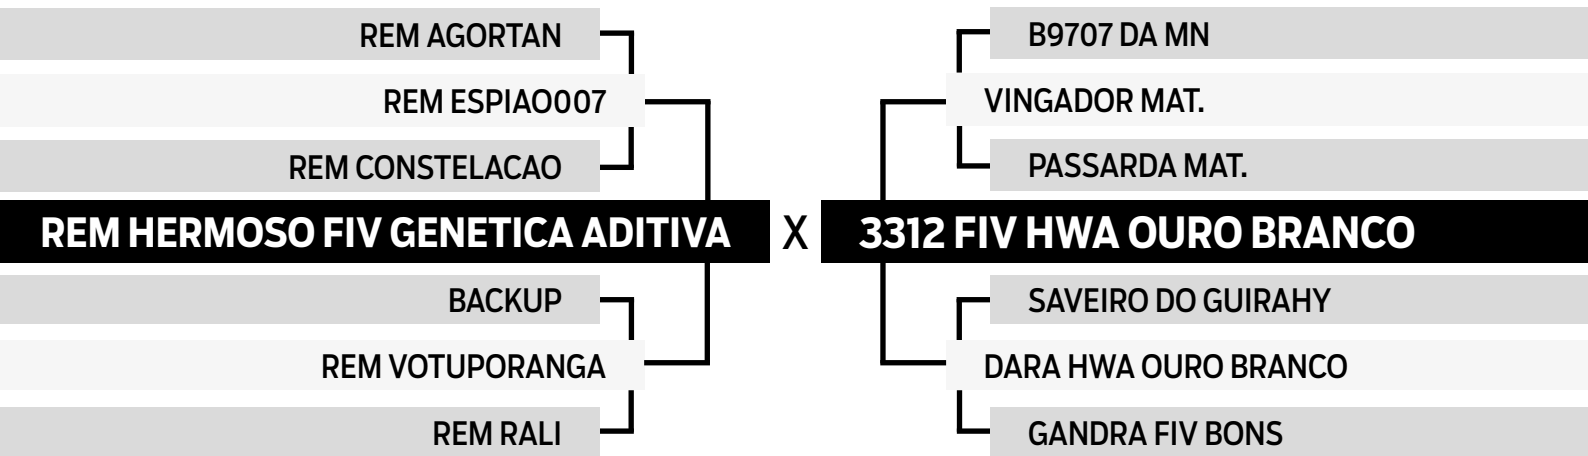 REM AGORTAN
REM ESPIAO007
REM CONSTELACAO
REM HERMOSO FIV GENETICA ADITIVA
BACKUP
REM VOTUPORANGA
REM RALI
X
B9707 DA MN
VINGADOR MAT.
PASSARDA MAT.
3312 FIV HWA OURO BRANCO
SAVEIRO DO GUIRAHY
DARA HWA OURO BRANCO
GANDRA FIV BONS